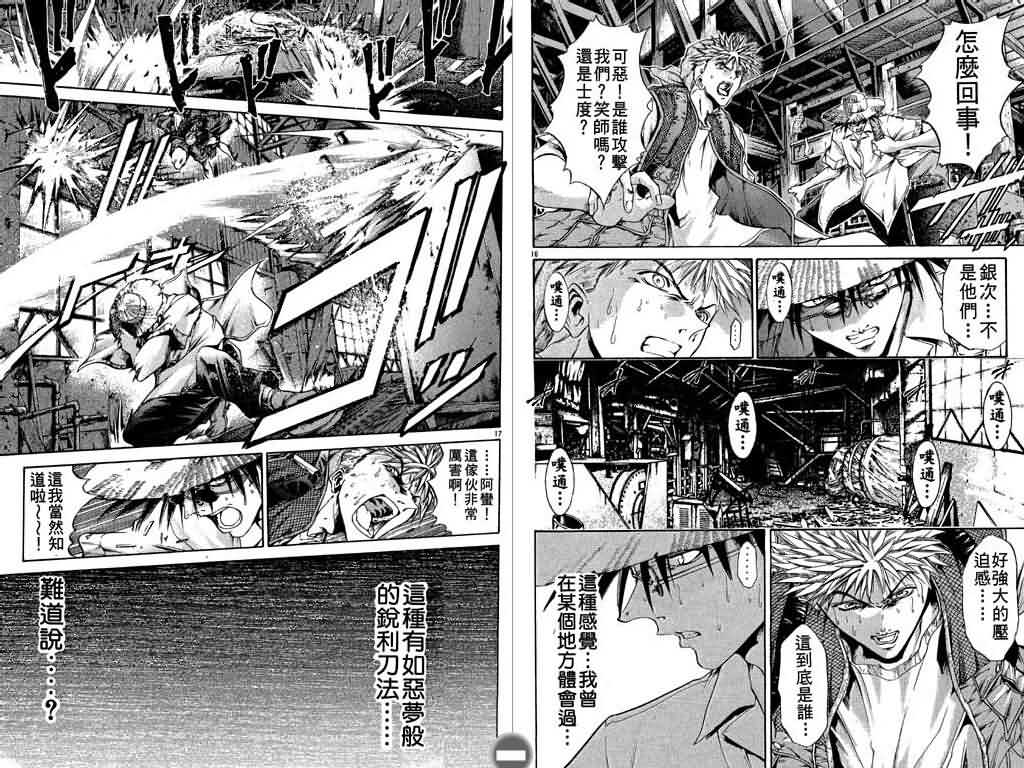 怎麼回事！
可惡！是誰攻擊
我們？笑師嗎？
還是士度？
16
銀次…不
是他們…
噗通…
噗通…
噗通…
噗通…
噗通…
噗通…
好強大的壓
迫感……
這到底是誰…
這種感覺…我曾
在某個地方體會過…
17
……阿蠻！
這傢伙非常
厲害啊！
這我當然知
道啦～～！
這種有如惡夢般
的銳利刀法……
難道說……？